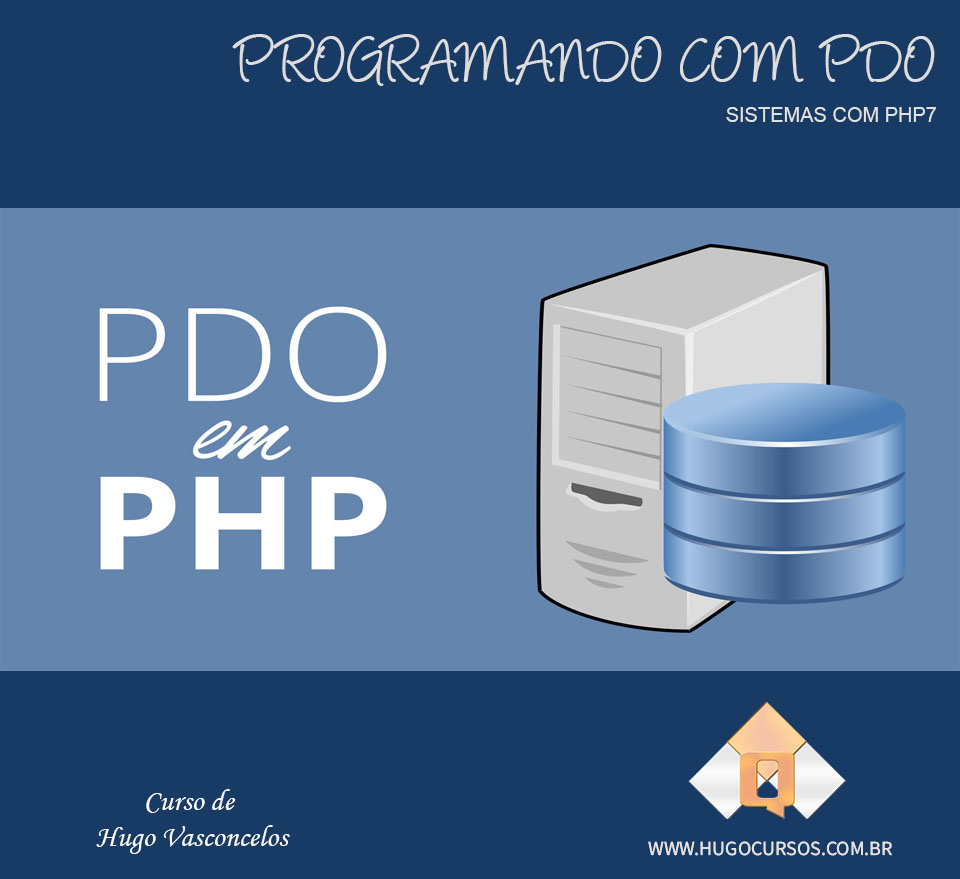 PROGRAMANDO COM PDO
SISTEMAS COM PHP7
PDO
em
PHP
Curso de
Hugo Vasconcelos
Q
WWW.HUGOCURSOS.COM.BR